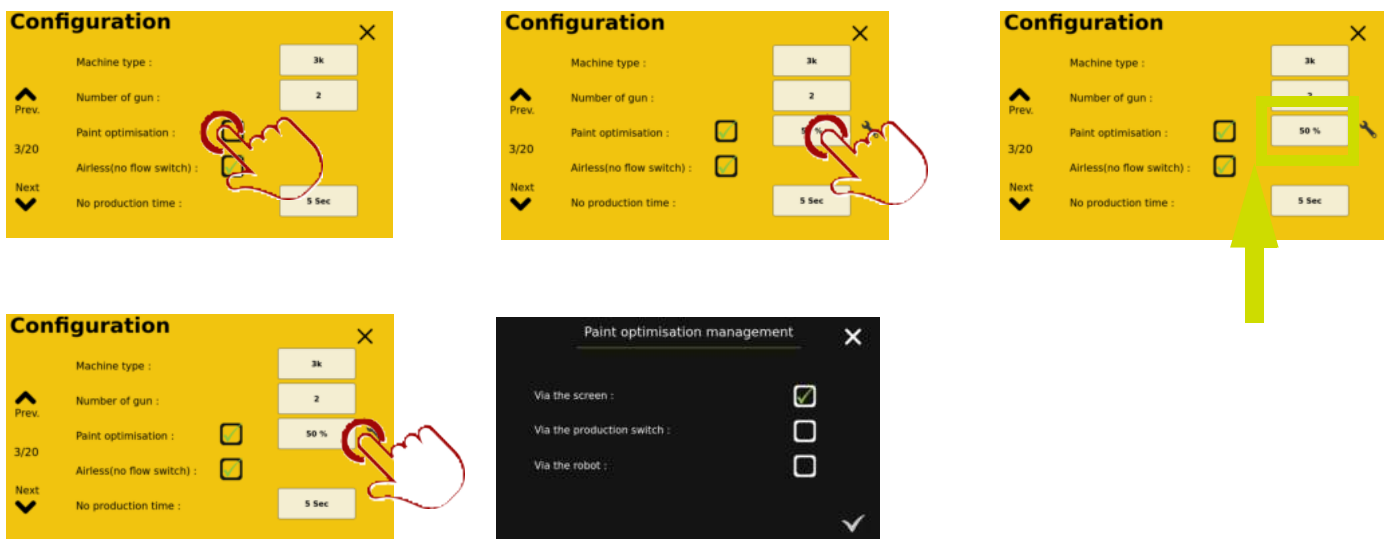 Configuration
Machine type :
3k
Number of gun :
2
Prev.
Paint optimisation :
3/20
Airless(no flow switch) :
Next
No production time :
5 Sec
Configuration
Machine type :
3k
Number of gun :
2
Prev.
Paint optimisation :
%
3/20
Airless(no flow switch) :
Next
No production time :
5 Sec
Configuration
Machine type :
3k
Number of gun :
Prev.
Paint optimisation :
50 %
3/20
Airless(no flow switch) :
Next
No production time :
5 Sec
Configuration
Machine type :
3k
Number of gun :
2
Prev.
Paint optimisation :
50 %
3/20
Airless(no flow switch) :
Next
No production time :
5 Sec
Paint optimisation management
Via the screen :
Via the production switch :
Via the robot :